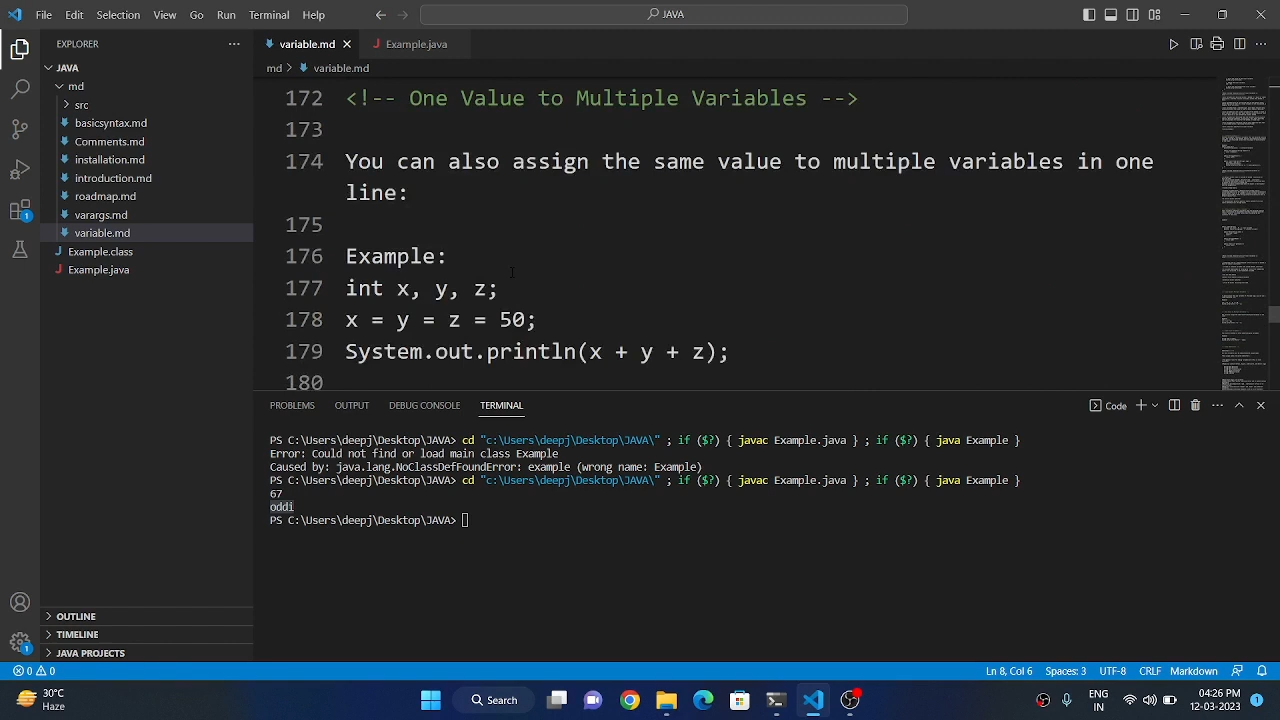 File Edit Selection View Go Run Terminal Help
JAVA
EXPLORER
variable.md
Example.java
JAVA
md > variable.md
md
src
basicsyntax.md
Comments.md
installation.md
introduction.md
roadmap.md
varargs.md
variable.md
Example.class
Example.java
172 <!-- One Value to Multiple Variables -->
173
174 You can also assign the same value to multiple variables in one
line:
175
176 Example:
177 int x, y, z;
178 x = y = z = 50;
179 System.out.println(x + y + z);
180
PROBLEMS OUTPUT DEBUG CONSOLE TERMINAL
Code
PS C:\Users\deepj\Desktop\JAVA> cd "c:\Users\deepj\Desktop\JAVA\" ; if ($?) { javac Example.java } ; if ($?) { java Example }
Error: Could not find or load main class Example
Caused by: java.lang.NoClassDefFoundError: example (wrong name: Example)
PS C:\Users\deepj\Desktop\JAVA> cd "c:\Users\deepj\Desktop\JAVA\" ; if ($?) { javac Example.java } ; if ($?) { java Example }
67
oddi
PS C:\Users\deepj\Desktop\JAVA>
OUTLINE
TIMELINE
JAVA PROJECTS
1
1
0 0
Ln 8, Col 6 Spaces: 3 UTF-8 CRLF Markdown
30°C
Haze
Search
ENG
IN
04:26 PM
12-03-2023
1